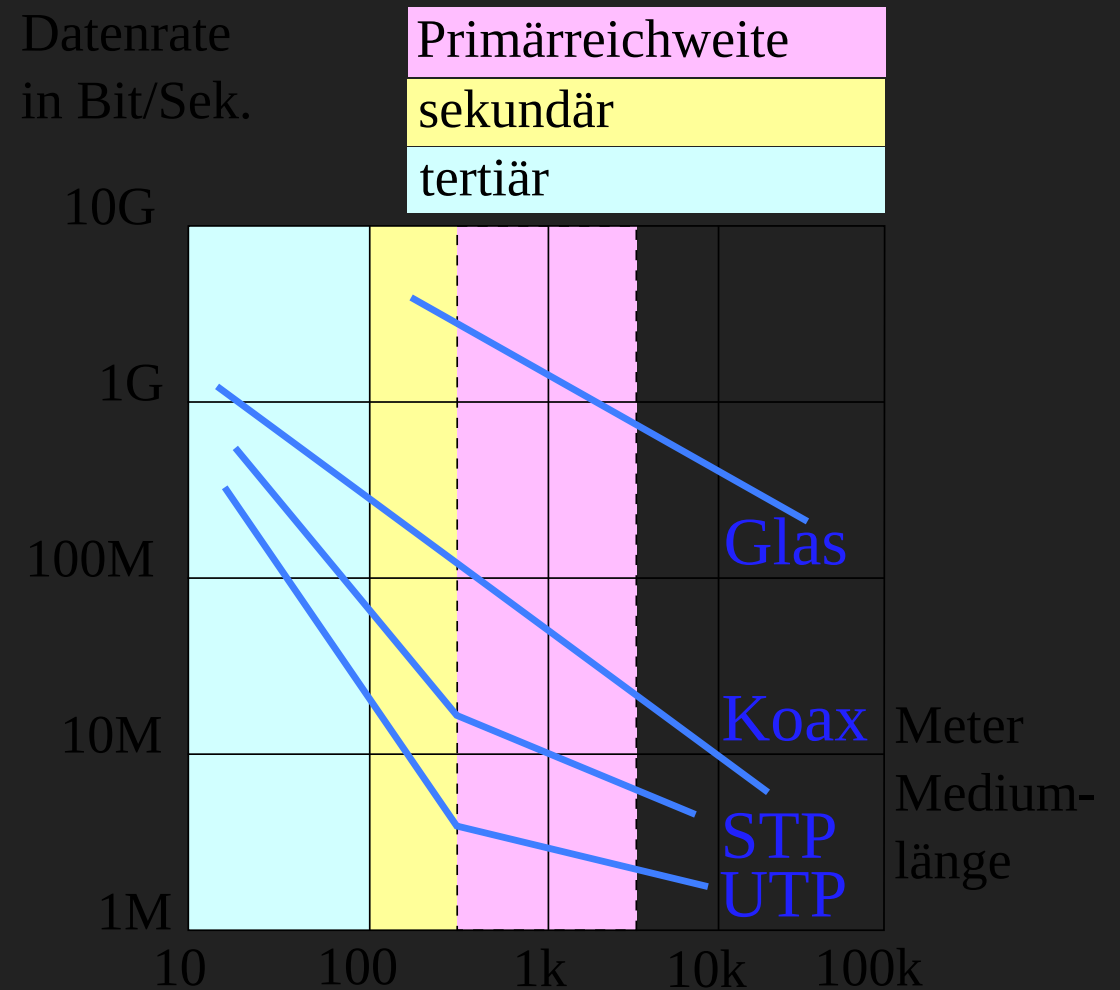 Datenrate
in Bit/Sek.
Primärreichweite
sekundär
tertiär
10G
1G
100M
10M
1M
Glas
Koax
STP
UTP
Meter
Medium-
länge
10
100
1k
10k
100k